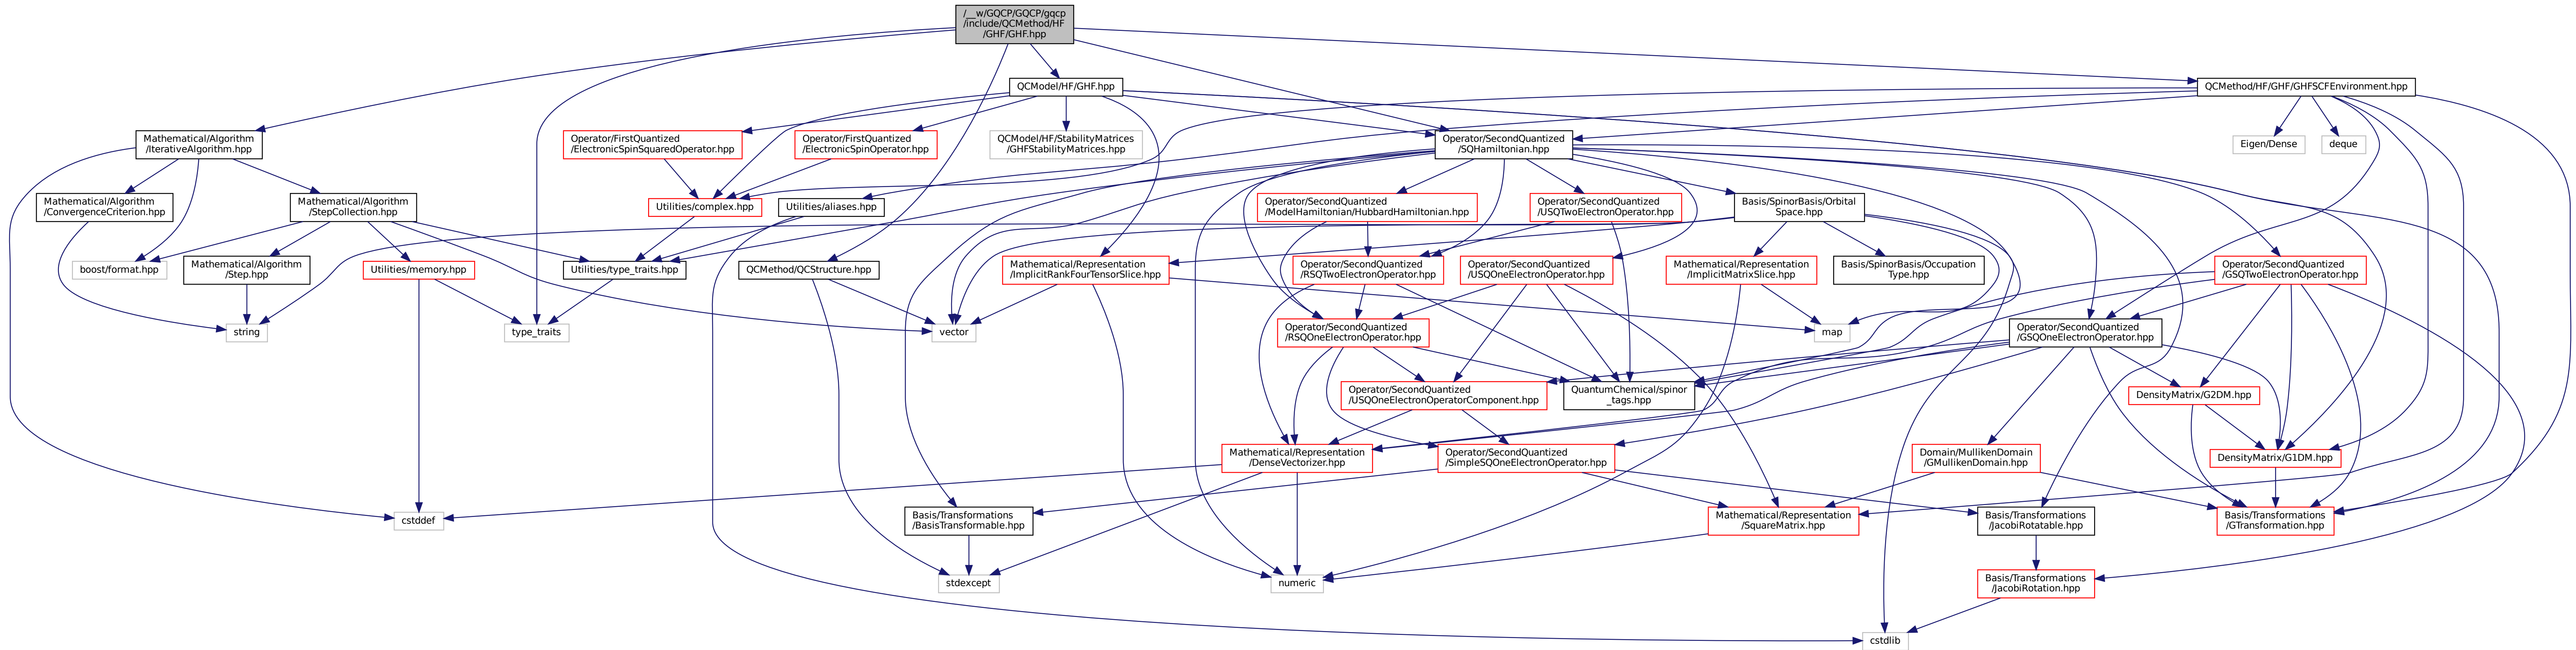 /__w/GQCP/GQCP/gqcp
/include/QCMethod/HF
/GHF/GHF.hpp
QCModel/HF/GHF.hpp
QCMethod/HF/GHF/GHFSCFEnvironment.hpp
Mathematical/Algorithm
/IterativeAlgorithm.hpp
Operator/FirstQuantized
/ElectronicSpinSquaredOperator.hpp
Operator/FirstQuantized
/ElectronicSpinOperator.hpp
QCModel/HF/StabilityMatrices
/GHFStabilityMatrices.hpp
Operator/SecondQuantized
/SQHamiltonian.hpp
Eigen/Dense
deque
Mathematical/Algorithm
/ConvergenceCriterion.hpp
Mathematical/Algorithm
/StepCollection.hpp
Utilities/complex.hpp
Utilities/aliases.hpp
Operator/SecondQuantized
/ModelHamiltonian/HubbardHamiltonian.hpp
Operator/SecondQuantized
/USQTwoElectronOperator.hpp
Basis/SpinorBasis/Orbital
Space.hpp
boost/format.hpp
Mathematical/Algorithm
/Step.hpp
Utilities/memory.hpp
Utilities/type_traits.hpp
QCMethod/QCStructure.hpp
Mathematical/Representation
/ImplicitRankFourTensorSlice.hpp
Operator/SecondQuantized
/RSQTwoElectronOperator.hpp
Operator/SecondQuantized
/USQOneElectronOperator.hpp
Mathematical/Representation
/ImplicitMatrixSlice.hpp
Basis/SpinorBasis/Occupation
Type.hpp
Operator/SecondQuantized
/GSQTwoElectronOperator.hpp
string
type_traits
vector
Operator/SecondQuantized
/RSQOneElectronOperator.hpp
map
Operator/SecondQuantized
/GSQOneElectronOperator.hpp
Operator/SecondQuantized
/USQOneElectronOperatorComponent.hpp
QuantumChemical/spinor
_tags.hpp
DensityMatrix/G2DM.hpp
Mathematical/Representation
/DenseVectorizer.hpp
Operator/SecondQuantized
/SimpleSQOneElectronOperator.hpp
Domain/MullikenDomain
/GMullikenDomain.hpp
DensityMatrix/G1DM.hpp
cstddef
Basis/Transformations
/BasisTransformable.hpp
Mathematical/Representation
/SquareMatrix.hpp
Basis/Transformations
/JacobiRotatable.hpp
Basis/Transformations
/GTransformation.hpp
stdexcept
numeric
Basis/Transformations
/JacobiRotation.hpp
cstdlib